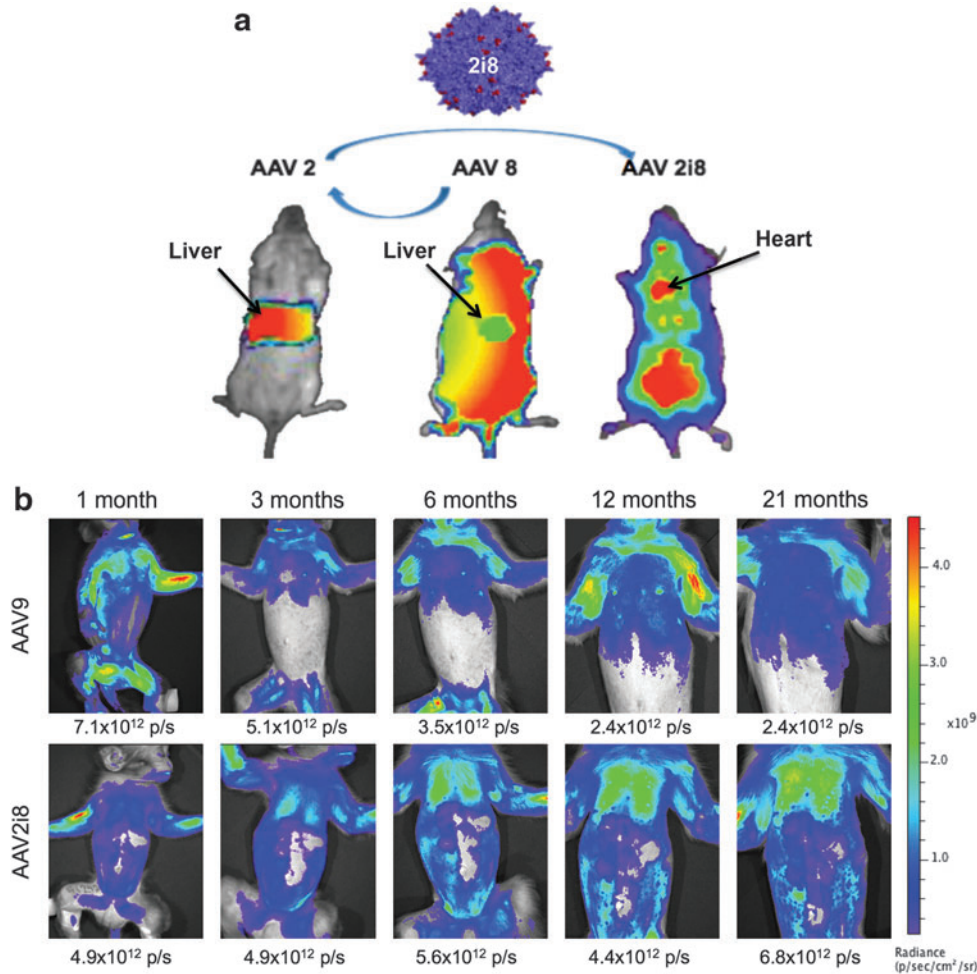 a
2i8
AAV 2
AAV 8
AAV 2i8
Liver
Liver
Heart
b
1 month
3 months
6 months
12 months
21 months
AAV9
7.1x10¹² p/s
5.1x10¹² p/s
3.5x10¹² p/s
2.4x10¹² p/s
2.4x10¹² p/s
AAV2i8
4.9x10¹² p/s
4.9x10¹² p/s
5.6x10¹² p/s
4.4x10¹² p/s
6.8x10¹² p/s
4.0
3.0
x10⁹
2.0
1.0
Radiance
(p/sec/cm²/sr)